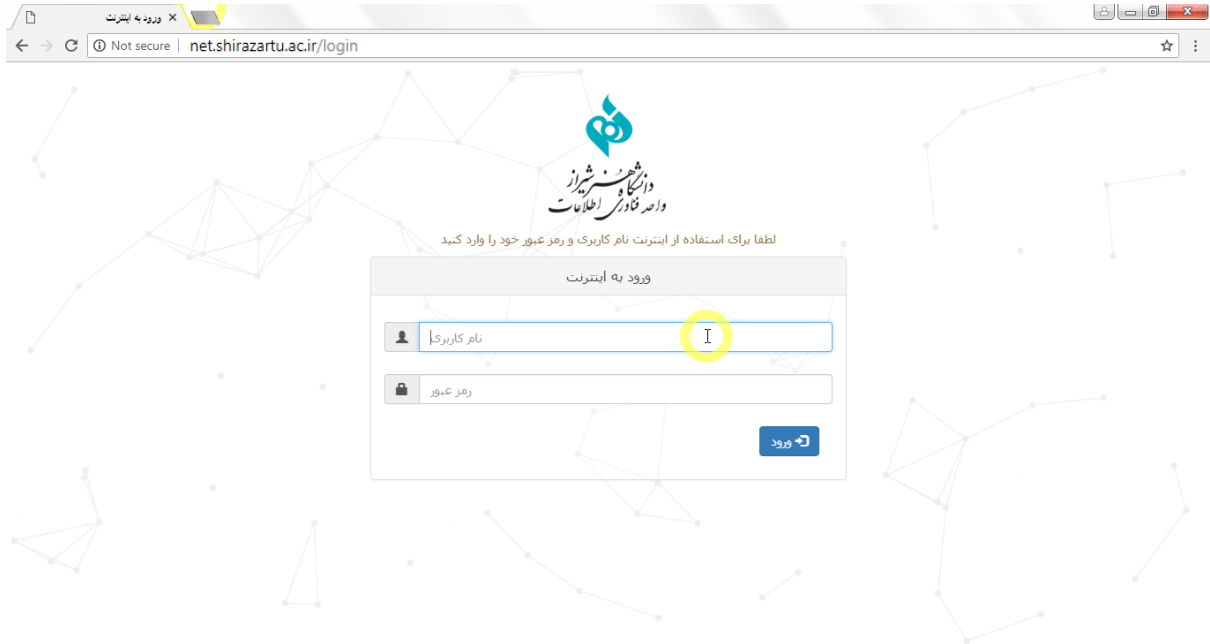 ورود به اینترنت
Not secure | net.shirazartu.ac.ir/login
دانشگاه هنر شیراز
واحد فناوری اطلاعات
لطفا برای استفاده از اینترنت نام کاربری و رمز عبور خود را وارد کنید
ورود به اینترنت
نام کاربری
رمز عبور
ورود